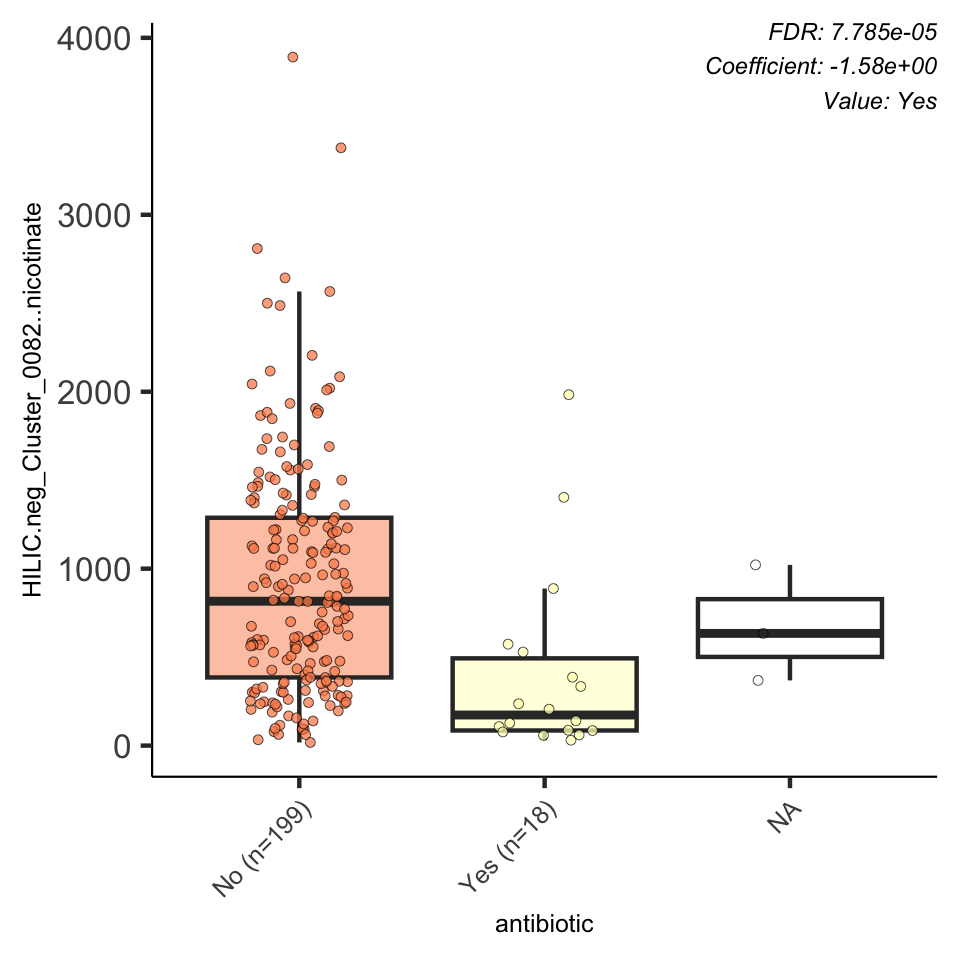 FDR: 7.785e-05
Coefficient: -1.58e+00
Value: Yes
HILIC.neg_Cluster_0082..nicotinate
4000
3000
2000
1000
0
No (n=199)
Yes (n=18)
NA
antibiotic